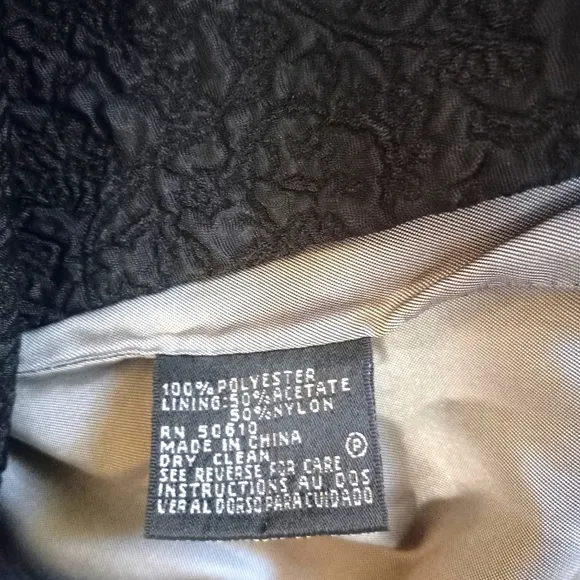 100% POLYESTER
LINING: 50% ACETATE
50% NYLON
RN 50610
MADE IN CHINA
DRY CLEAN Ⓟ
SEE REVERSE FOR CARE
INSTRUCTIONS AU DOS
VER AL DORSO PARA CUIDADO